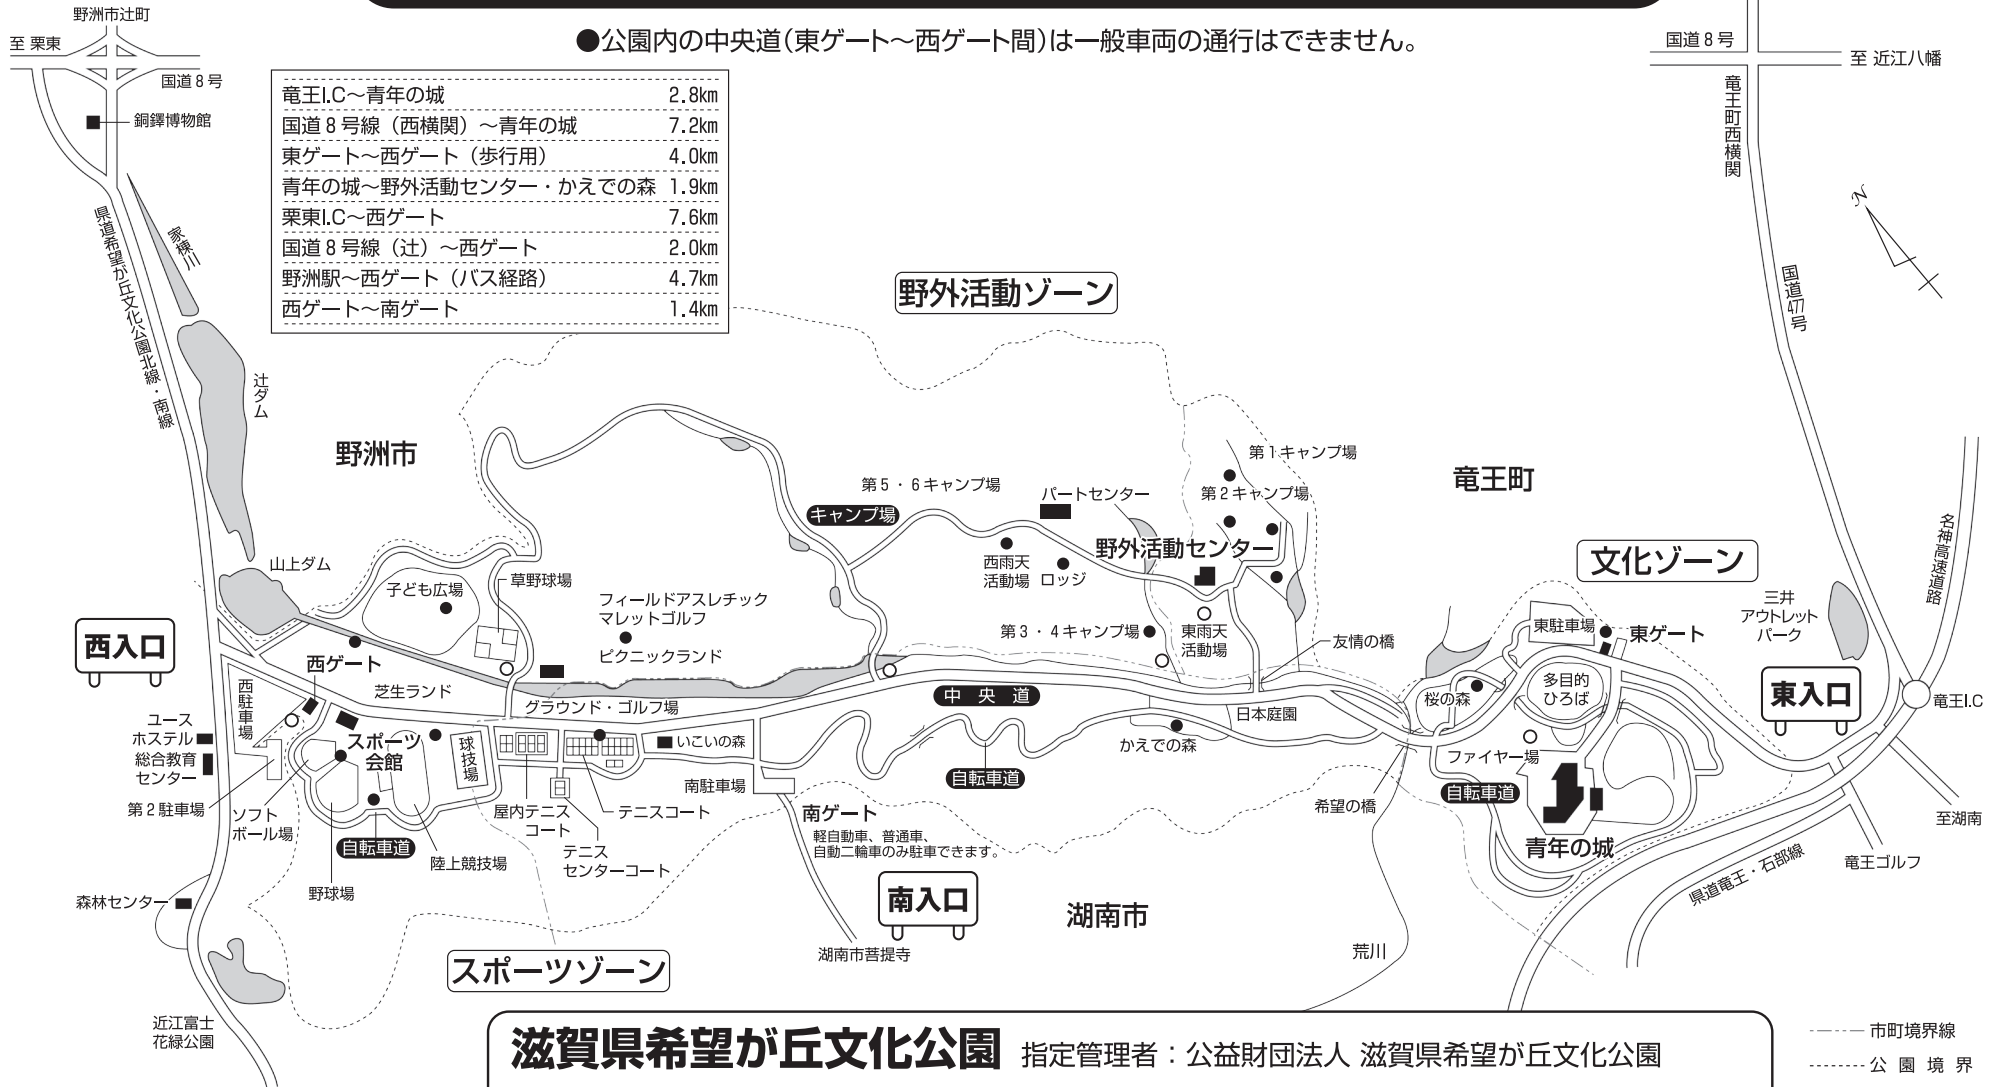 ●公園内の中央道(東ゲート〜西ゲート間)は一般車両の通行はできません。
野洲市辻町
至 栗東
国道8号
銅鐸博物館
竜王I.C〜青年の城 2.8km
国道8号線（西横関）〜青年の城 7.2km
東ゲート〜西ゲート（歩行用） 4.0km
青年の城〜野外活動センター・かえでの森 1.9km
栗東I.C〜西ゲート 7.6km
国道8号線（辻）〜西ゲート 2.0km
野洲駅〜西ゲート（バス経路） 4.7km
西ゲート〜南ゲート 1.4km
国道8号
至 近江八幡
竜王町西横関
N
国道477号
県道希望が丘文化公園北線・南線
家棟川
辻ダム
野外活動ゾーン
野洲市
竜王町
第1キャンプ場
第5・6キャンプ場
パートセンター
第2キャンプ場
キャンプ場
野外活動センター
西雨天
活動場
ロッジ
文化ゾーン
名神高速道路
山上ダム
子ども広場
草野球場
フィールドアスレチック
マレットゴルフ
ピクニックランド
第3・4キャンプ場
東雨天
活動場
友情の橋
東駐車場
東ゲート
三井
アウトレット
パーク
西入口
西ゲート
芝生ランド
グラウンド・ゴルフ場
中央道
日本庭園
桜の森
多目的
ひろば
東入口
竜王I.C
西駐車場
ユース
ホステル
総合教育
センター
第2駐車場
スポーツ
会館
球技場
いこいの森
南駐車場
かえでの森
自転車道
ファイヤー場
自転車道
希望の橋
ソフト
ボール場
自転車道
陸上競技場
屋内テニス
コート
テニスコート
テニス
センターコート
南ゲート
軽自動車、普通車、
自動二輪車のみ駐車できます。
青年の城
至湖南
竜王ゴルフ
県道竜王・石部線
野球場
森林センター
南入口
湖南市
湖南市菩提寺
荒川
スポーツゾーン
近江富士
花緑公園
滋賀県希望が丘文化公園 指定管理者：公益財団法人 滋賀県希望が丘文化公園
市町境界線
公園境界